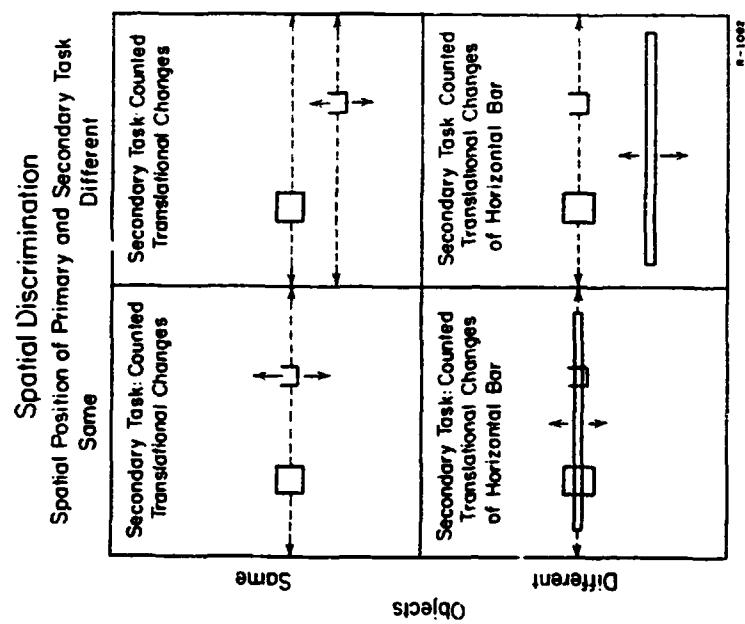 Spatial Discrimination
Spatial Position of Primary and Secondary Task
Same
Different
Objects
Same
Secondary Task: Counted
Translational Changes
Secondary Task: Counted
Translational Changes
Different
Secondary Task: Counted
Translational Changes
of Horizontal Bar
Secondary Task Counted
Translational Changes
of Horizontal Bar
R-1082